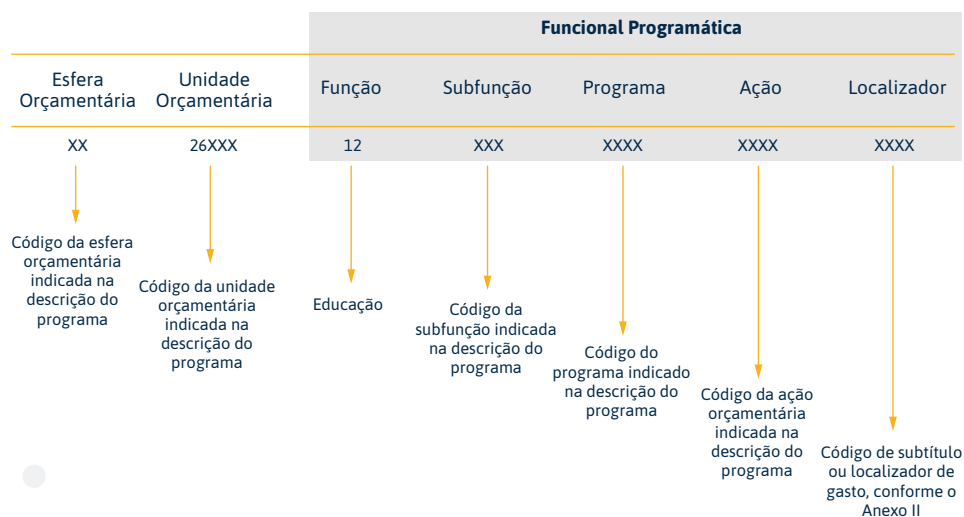 Funcional Programática
Esfera
Orçamentária
Unidade
Orçamentária
Função
Subfunção
Programa
Ação
Localizador
XX
26XXX
12
XXX
XXXX
XXXX
XXXX
Código da esfera
orçamentária
indicada na
descrição do
programa
Código da unidade
orçamentária
indicada na
descrição do
programa
Educação
Código da
subfunção indicada
na descrição do
programa
Código do
programa indicado
na descrição do
programa
Código da ação
orçamentária
indicada na
descrição do
programa
Código de subtítulo
ou localizador de
gasto, conforme o
Anexo II